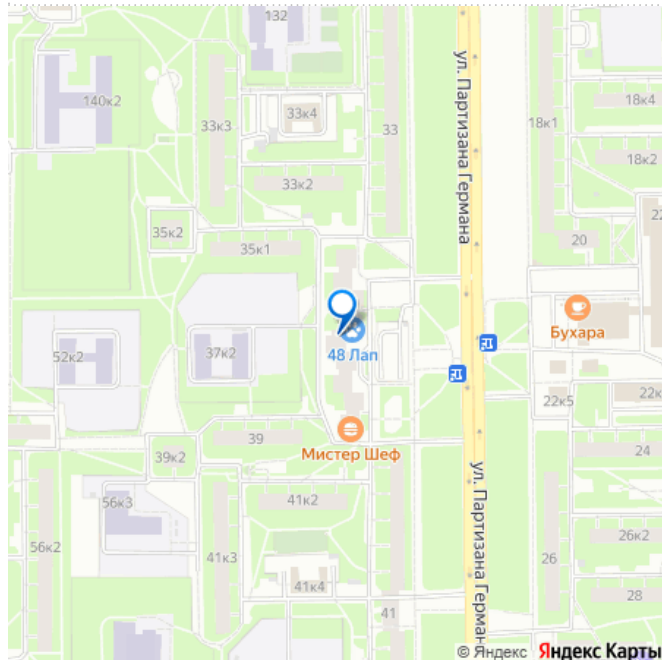 132
140к2
33к4
33к3
33
18к4
18к1
18к2
ул. Партизана Германа
33к2
35к2
35к1
20
22
Бухара
48 Лап
52к2
37к2
22к5
22к
Мистер Шеф
39
39к2
24
ул. Партизана Герман
56к3
41к2
56к2
41к3
26к2
26
41к4
41
28
© Яндекс Яндекс Карты